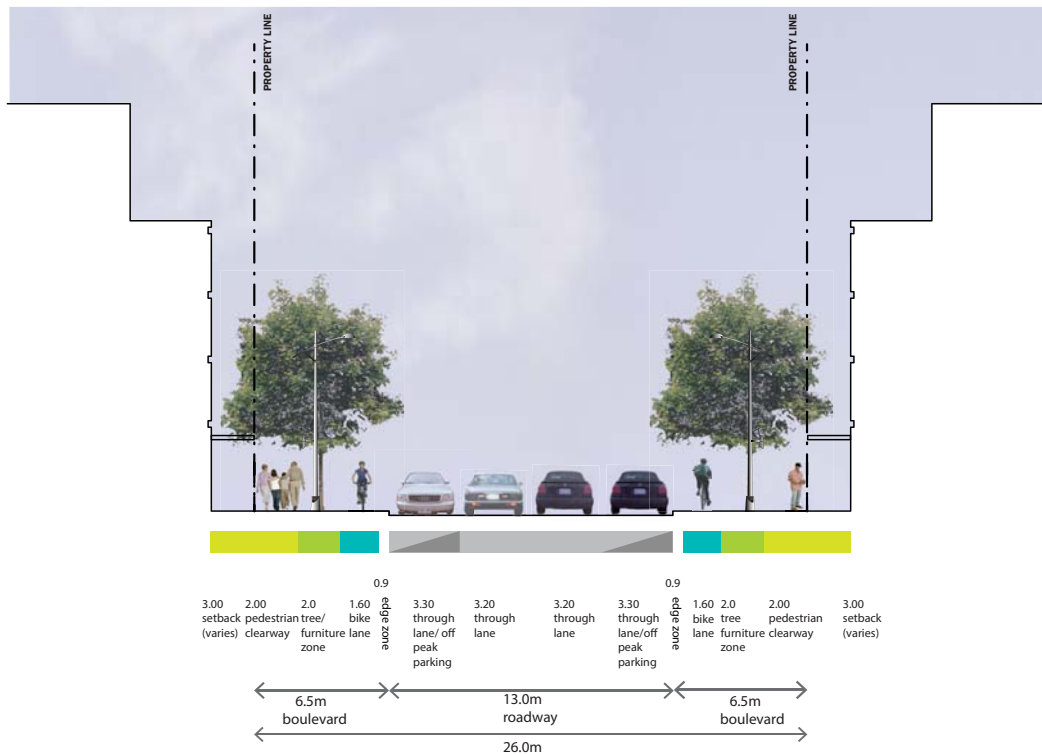 PROPERTY LINE
PROPERTY LINE
0.9
edge zone
0.9
edge zone
3.00
setback
(varies)
2.00
pedestrian
clearway
2.0
tree/
furniture
zone
1.60
bike
lane
3.30
through
lane/ off
peak
parking
3.20
through
lane
3.20
through
lane
3.30
through
lane/off
peak
parking
1.60
bike
lane
2.0
tree
furniture
zone
2.00
pedestrian
clearway
3.00
setback
(varies)
6.5m
boulevard
13.0m
roadway
6.5m
boulevard
26.0m